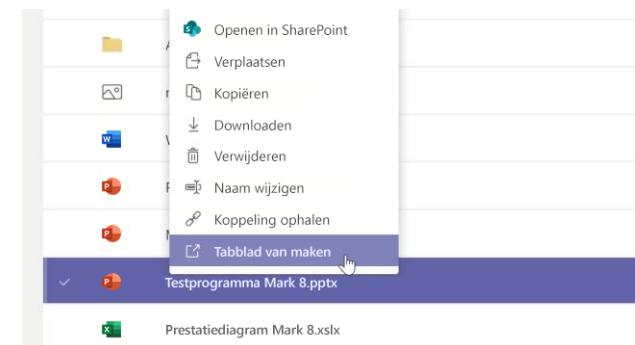 Openen in SharePoint
Verplaatsen
Kopiëren
Downloaden
Verwijderen
Naam wijzigen
Koppeling ophalen
Tabblad van maken
Testprogramma Mark 8.pptx
Prestatiediagram Mark 8.xslx